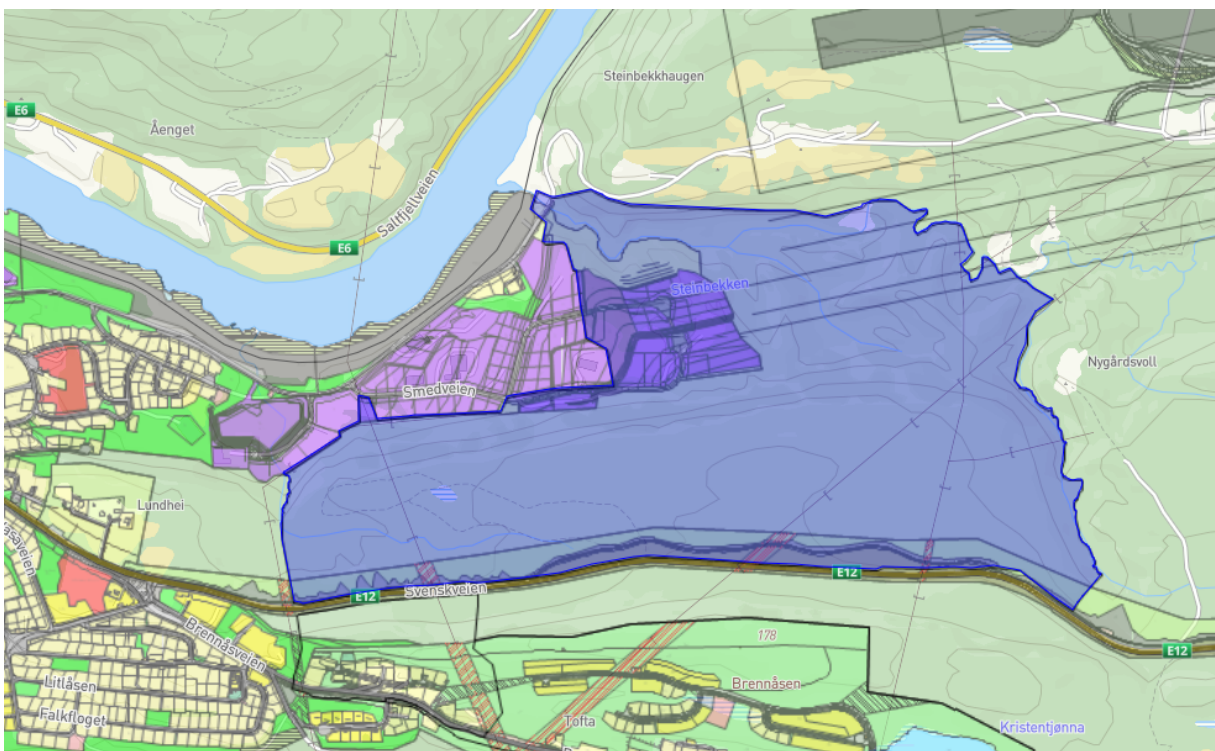 Steinbekkhaugen
E6
Åenget
Saltfjellveien
E6
Steinbekken
Nygårdsvoll
Smedveien
Lundhei
E12
E12
Svenskveien
Brennåsveien
178
E12
Litlåsen
Brennåsen
Falkfloget
Tofta
Kristentjønna